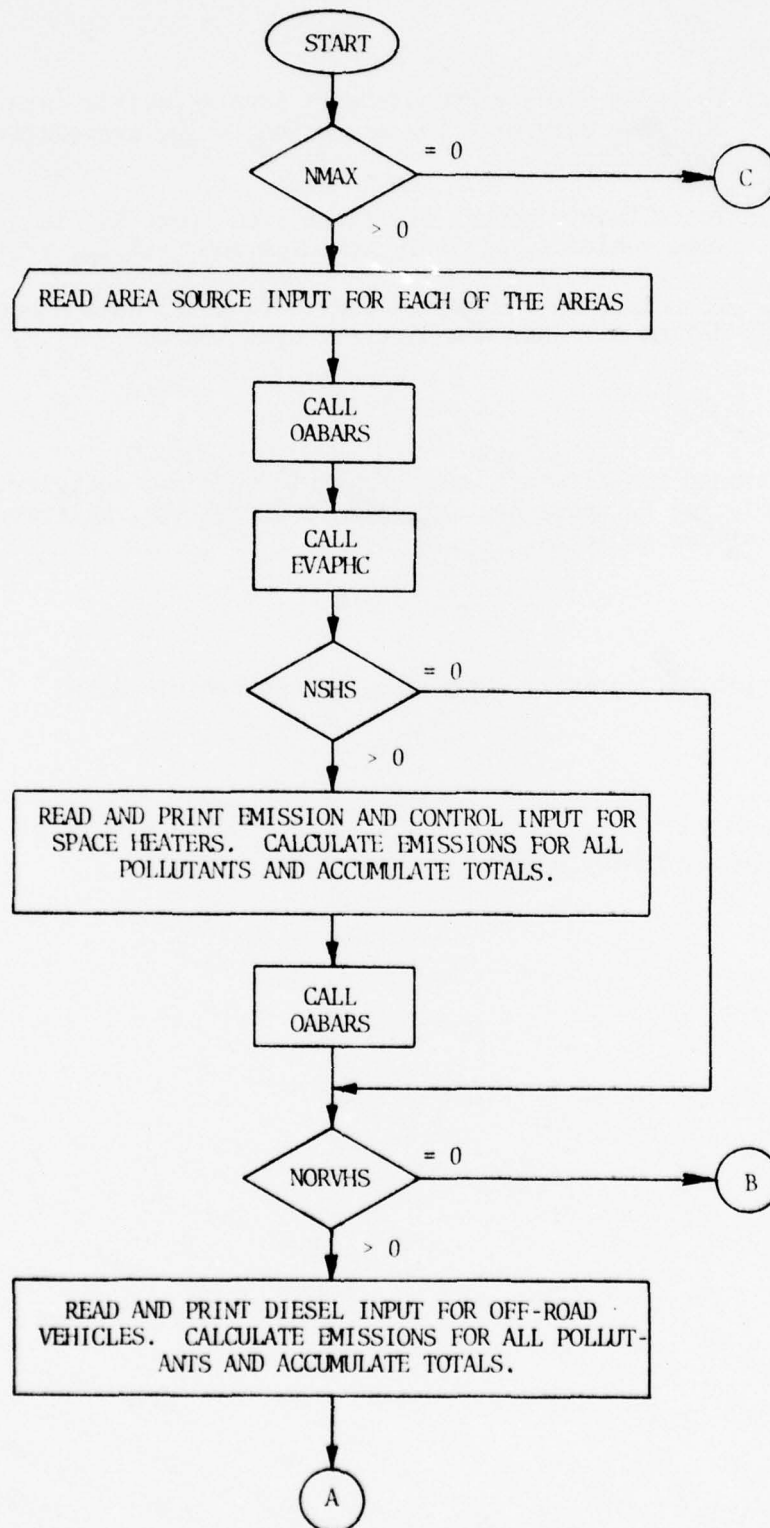 START
NMAX
= 0
C
> 0
READ AREA SOURCE INPUT FOR EACH OF THE AREAS
CALL
OABARS
CALL
EVAPHC
NSHS
= 0
> 0
READ AND PRINT EMISSION AND CONTROL INPUT FOR
SPACE HEATERS. CALCULATE EMISSIONS FOR ALL
POLLUTANTS AND ACCUMULATE TOTALS.
CALL
OABARS
NORVHS
= 0
B
> 0
READ AND PRINT DIESEL INPUT FOR OFF-ROAD
VEHICLES. CALCULATE EMISSIONS FOR ALL POLLUT-
ANTS AND ACCUMULATE TOTALS.
A